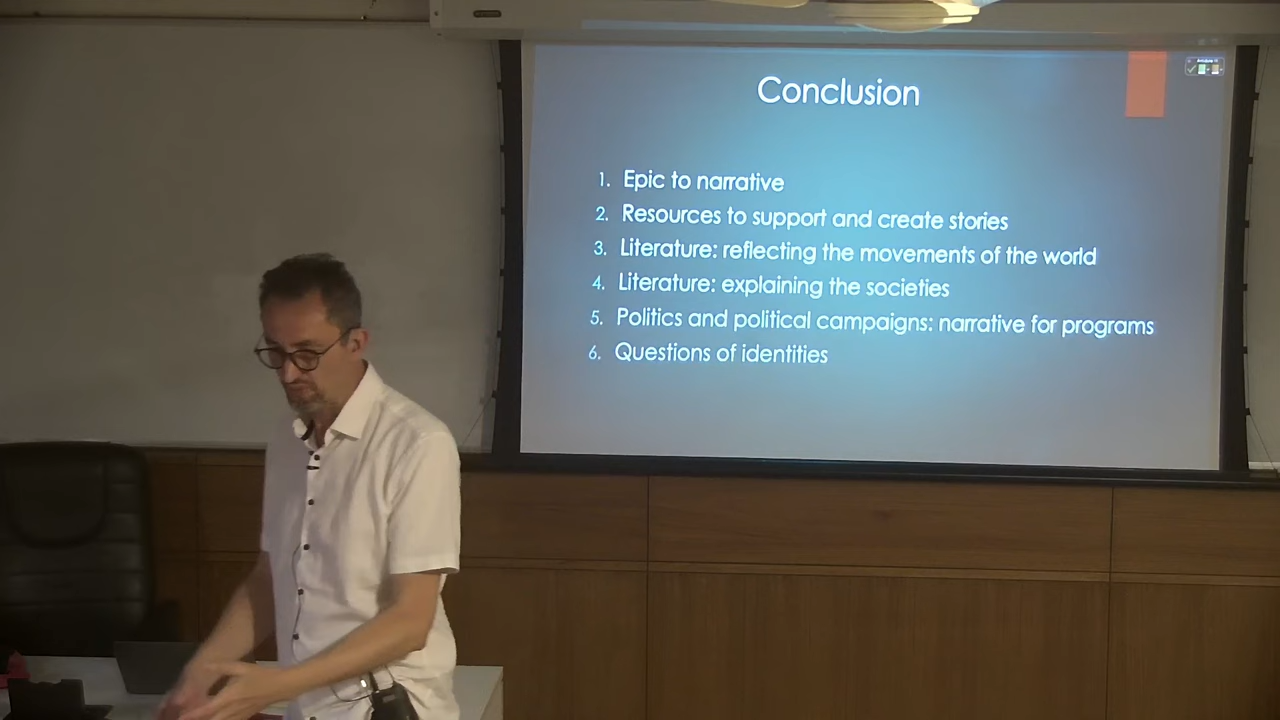 Conclusion
1. Epic to narrative
2. Resources to support and create stories
3. Literature: reflecting the movements of the world
4. Literature: explaining the societies
5. Politics and political campaigns: narrative for programs
6. Questions of identities